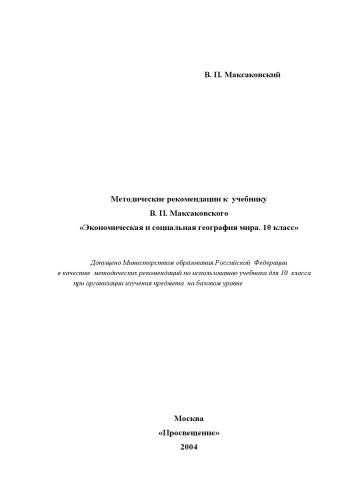 В. П. Максаковский
Методические рекомендации к учебнику
В. П. Максаковского
«Экономическая и социальная география мира. 10 класс»
Допущено Министерством образования Российской Федерации
в качестве методических рекомендаций по использованию учебника для 10 класса
при организации изучения предмета на базовом уровне
Москва
«Просвещение»
2004